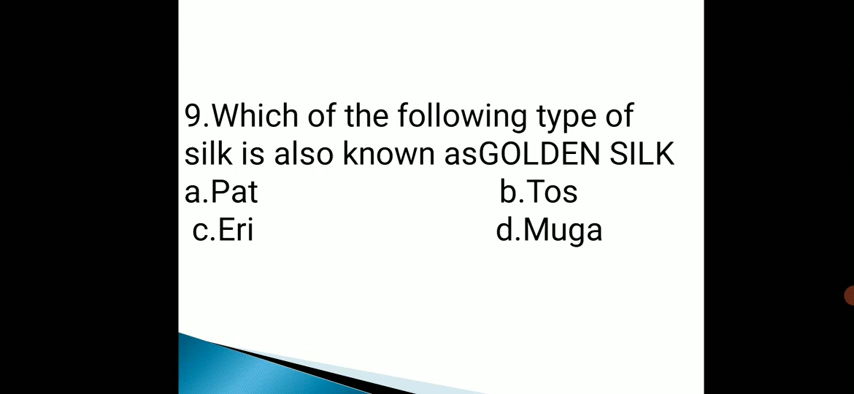 9.Which of the following type of
silk is also known asGOLDEN SILK
a.Pat b.Tos
c.Eri d.Muga